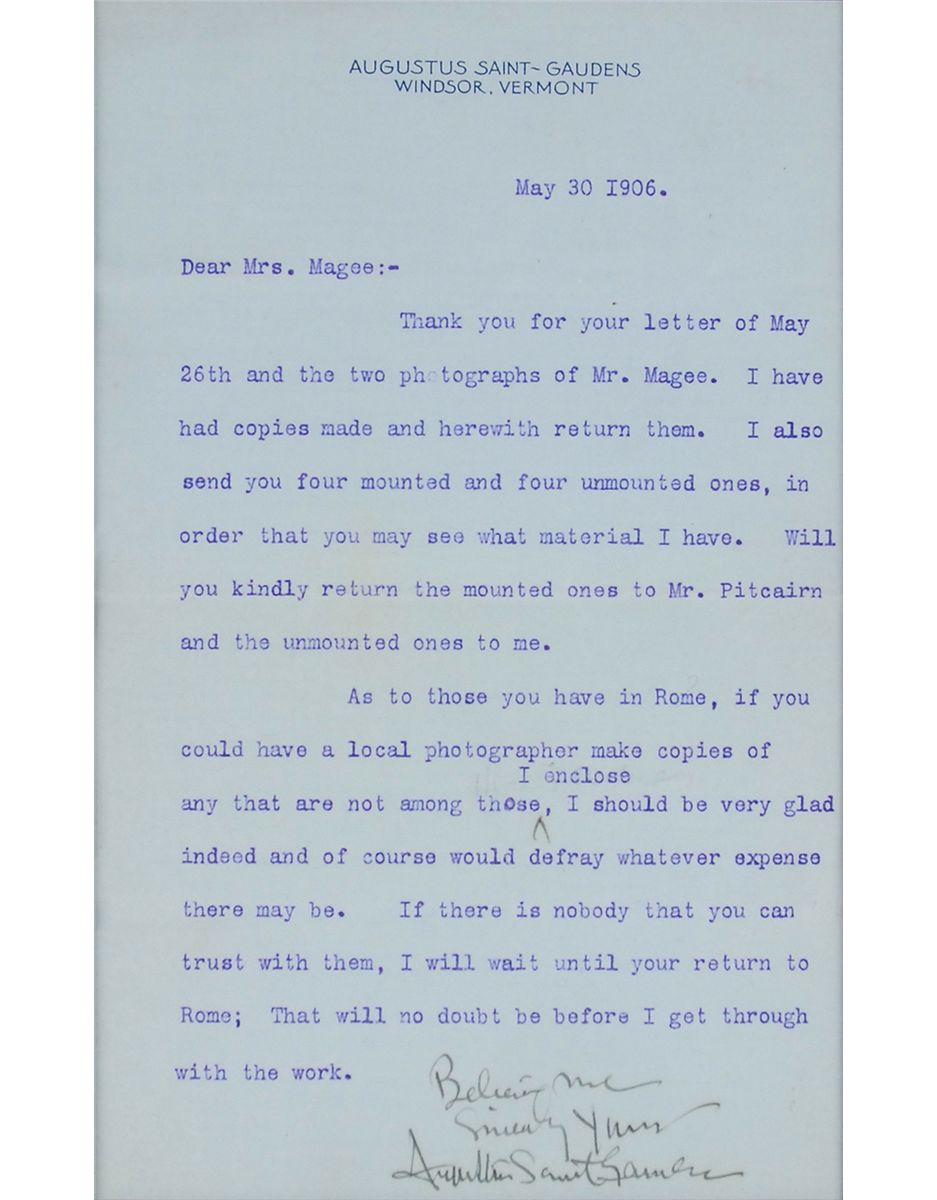 AUGUSTUS SAINT-GAUDENS
WINDSOR, VERMONT
May 30 I906.
Dear Mrs. Magee:-
Thank you for your letter of May
26th and the two photographs of Mr. Magee. I have
had copies made and herewith return them. I also
send you four mounted and four unmounted ones, in
order that you may see what material I have. Will
you kindly return the mounted ones to Mr. Pitcairn
and the unmounted ones to me.
As to those you have in Rome, if you
could have a local photographer make copies of
I enclose
any that are not among those, I should be very glad
indeed and of course would defray whatever expense
there may be. If there is nobody that you can
trust with them, I will wait until your return to
Rome; That will no doubt be before I get through
with the work.
Believing me
Sincerely Yours
Augustus Saint Gaudens